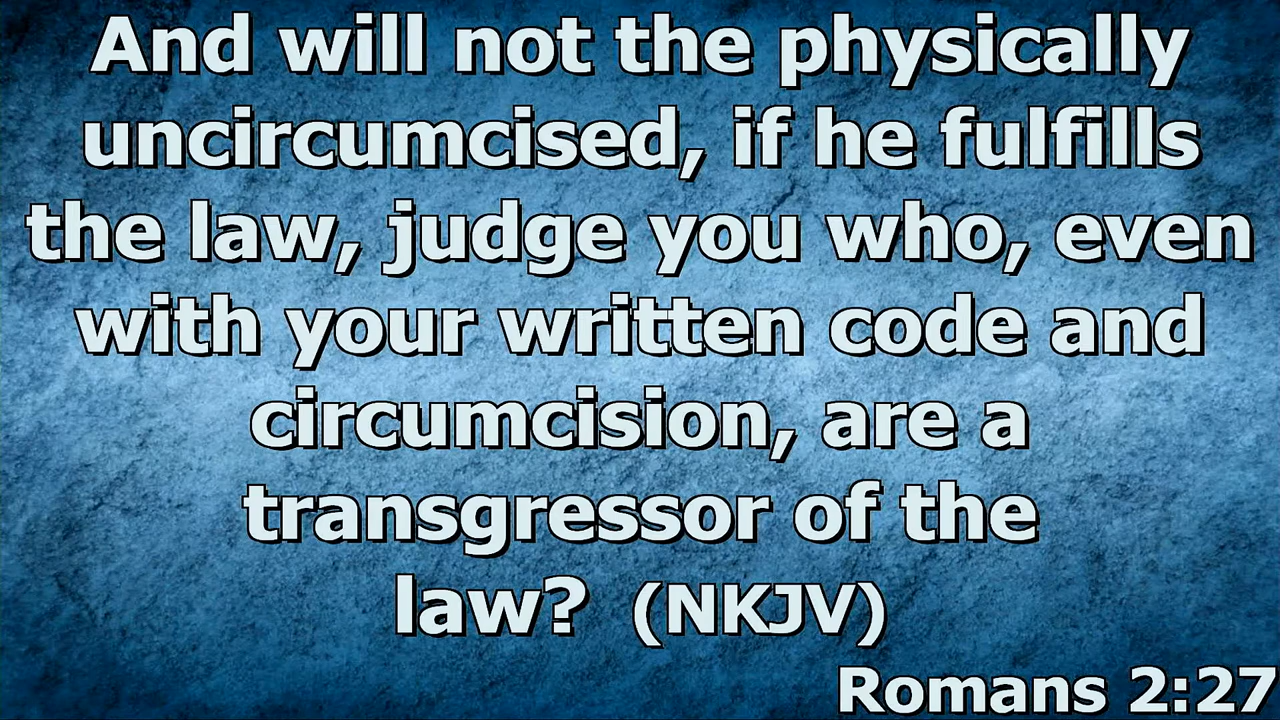 And will not the physically
uncircumcised, if he fulfills
the law, judge you who, even
with your written code and
circumcision, are a
transgressor of the
law? (NKJV)
Romans 2:27